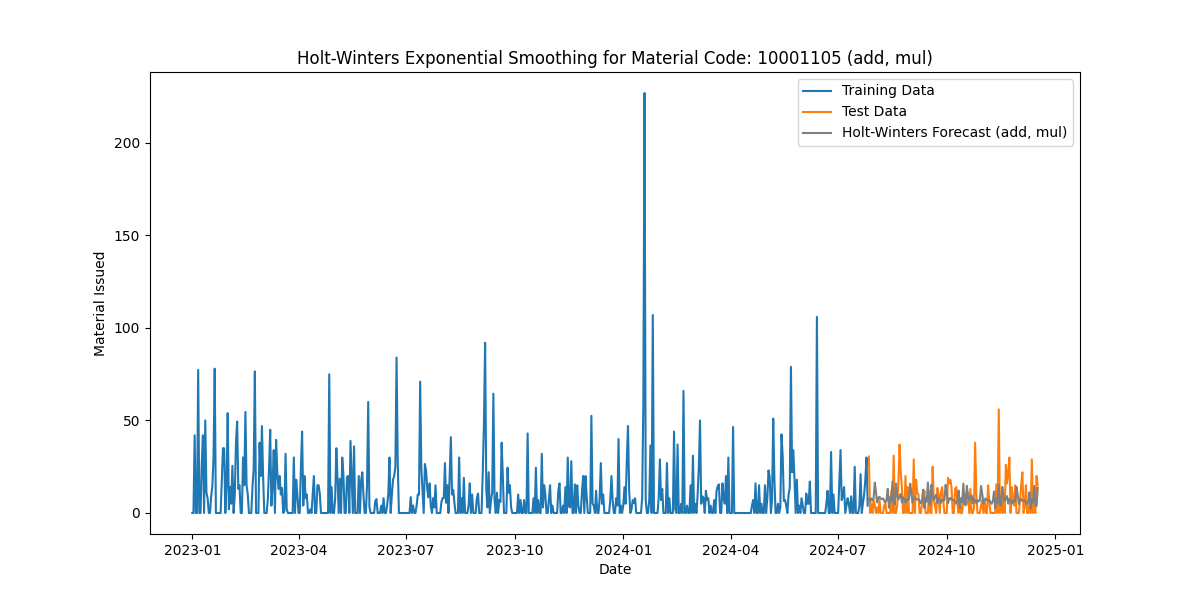 Holt-Winters Exponential Smoothing for Material Code: 10001105 (add, mul)
Training Data
Test Data
Holt-Winters Forecast (add, mul)
Material Issued
200
150
100
50
0
2023-01 2023-04 2023-07 2023-10 2024-01 2024-04 2024-07 2024-10 2025-01
Date